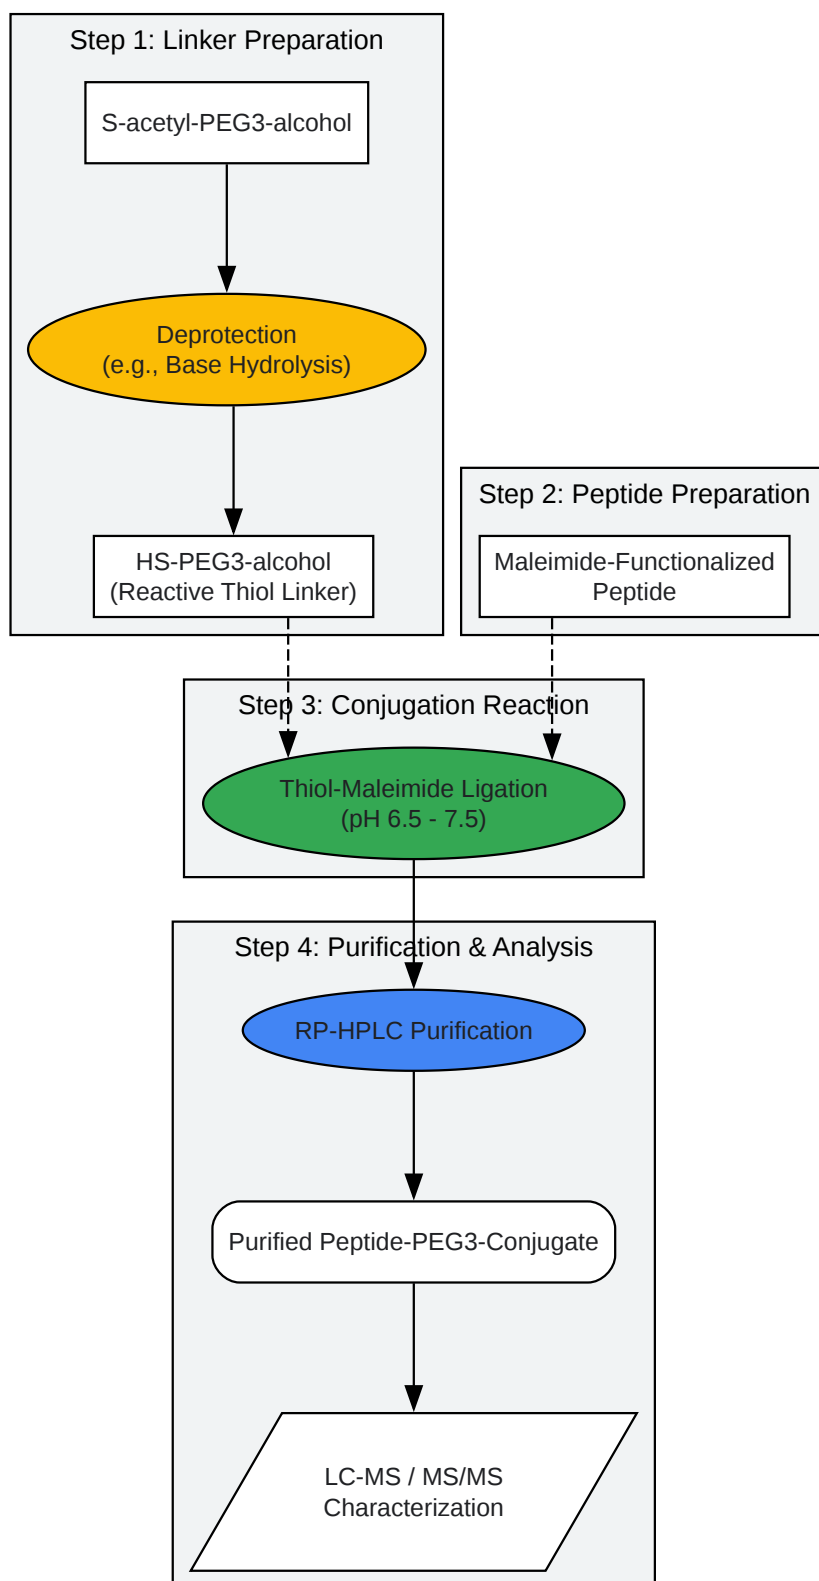 Step 1: Linker Preparation
S-acetyl-PEG3-alcohol
Deprotection
(e.g., Base Hydrolysis)
HS-PEG3-alcohol
(Reactive Thiol Linker)
Step 2: Peptide Preparation
Maleimide-Functionalized
Peptide
Step 3: Conjugation Reaction
Thiol-Maleimide Ligation
(pH 6.5 - 7.5)
Step 4: Purification & Analysis
RP-HPLC Purification
Purified Peptide-PEG3-Conjugate
LC-MS / MS/MS
Characterization